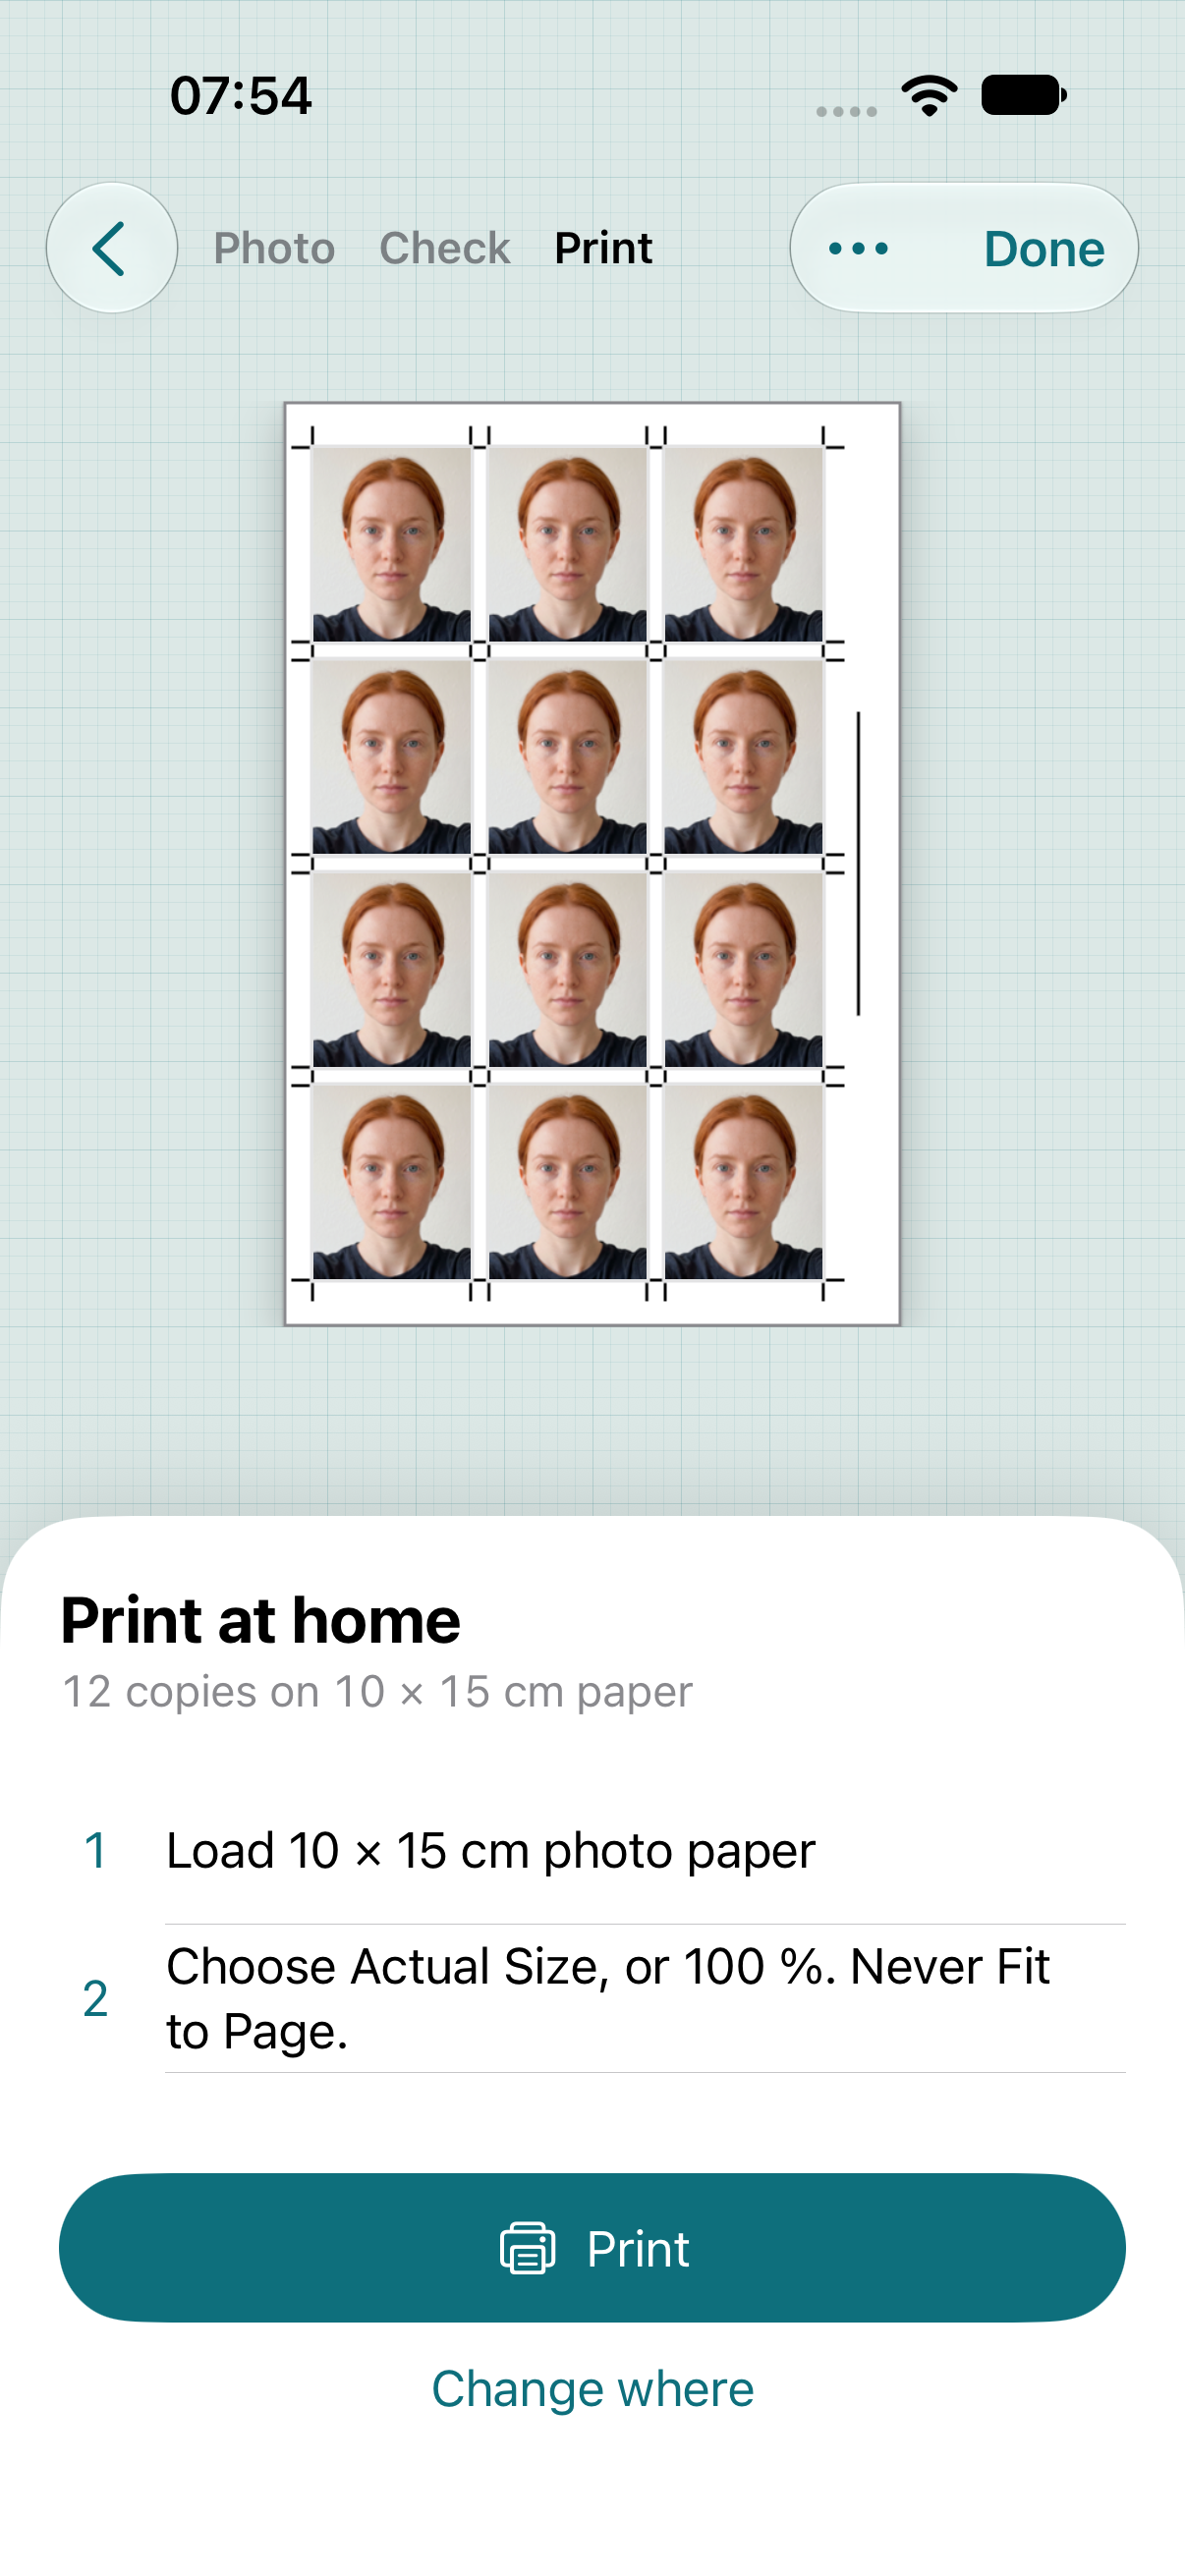 07:54
Photo Check Print
Done
Print at home
12 copies on 10 × 15 cm paper
1 Load 10 × 15 cm photo paper
2 Choose Actual Size, or 100 %. Never Fit
to Page.
Print
Change where